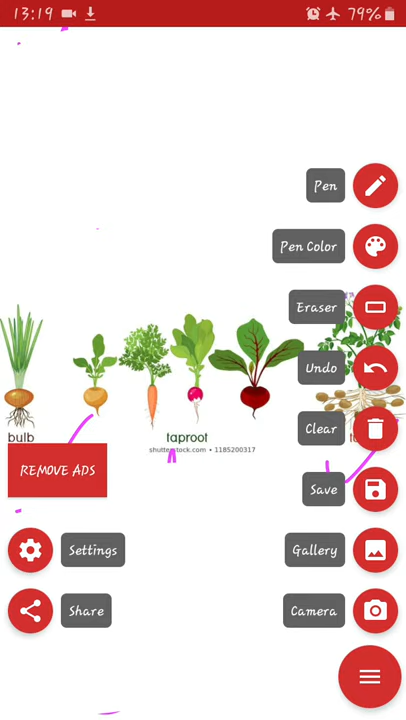 13:19 79%
Pen
Pen Color
Eraser
Undo
Clear
bulb taproot
shutterstock.com • 1185200317
REMOVE ADS
Save
Settings Gallery
Share Camera